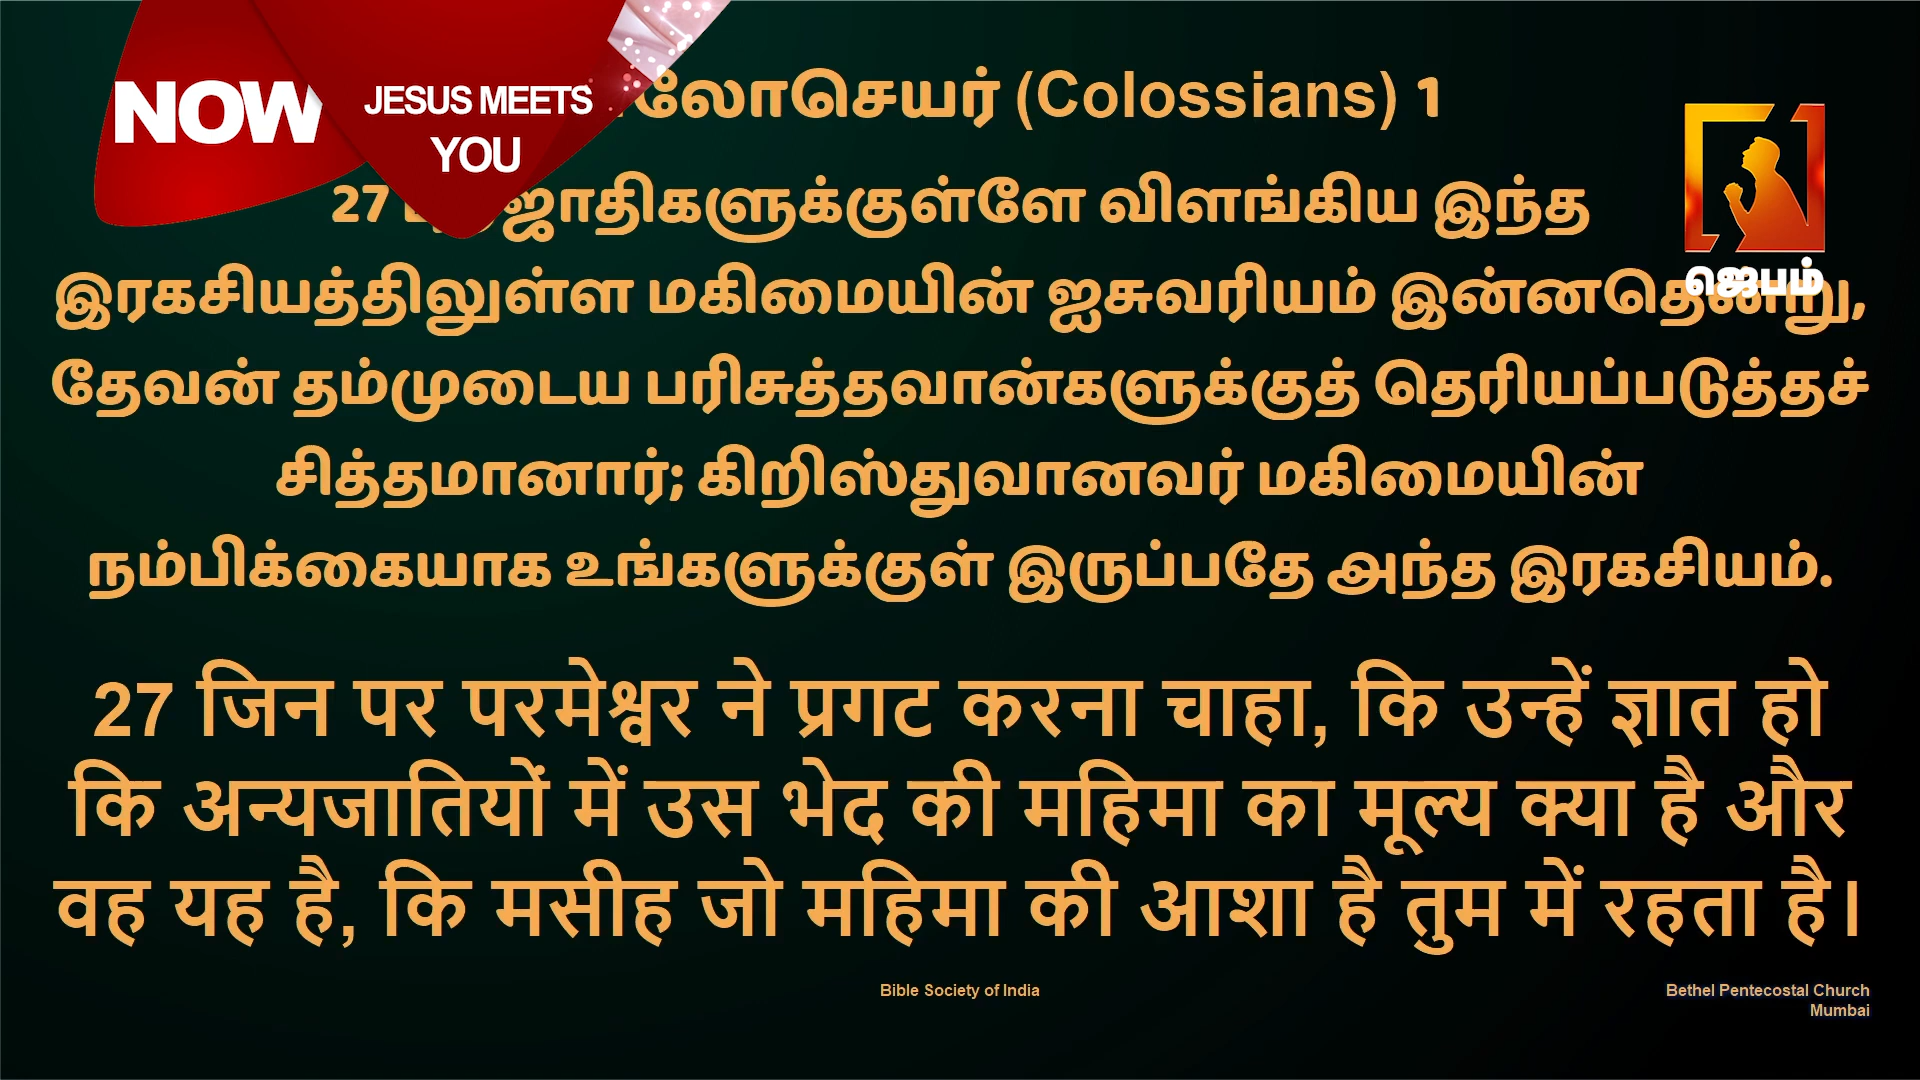 NOW
JESUS MEETS
YOU
(Colossians) 1
27 விளங்கிய இந்த
ஜெபம்
இரகசியத்திலுள்ள மகிமையின் ஐசுவரியம் இன்னதென்று,
தேவன் தம்முடைய பரிசுத்தவான்களுக்குத் தெரியப்படுத்தச்
சித்தமானார்; கிறிஸ்துவானவர் மகிமையின்
நம்பிக்கையாக உங்களுக்குள் இருப்பதே அந்த இரகசியம்.
27 जिन पर परमेश्वर ने प्रगट करना चाहा, कि उन्हें ज्ञात हो
कि अन्यजातियों में उस भेद की महिमा का मूल्य क्या है और
वह यह है, कि मसीह जो महिमा की आशा है तुम में रहता है।
Bible Society of India
Bethel Pentecostal Church
Mumbai